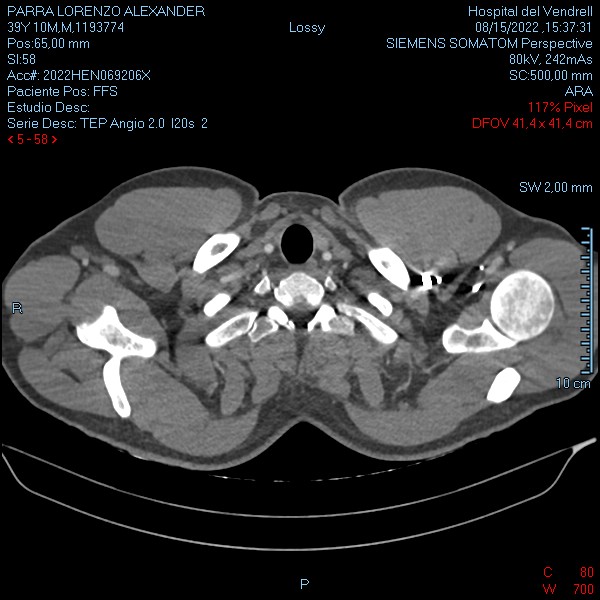 PARRA LORENZO ALEXANDER
39Y 10M,M,1193774
Pos:65,00 mm
SI:58
Acc#: 2022HEN069206X
Paciente Pos: FFS
Estudio Desc:
Serie Desc: TEP Angio 2.0 I20s 2
< 5 - 58 >
Lossy
Hospital del Vendrell
08/15/2022 ,15:37:31
SIEMENS SOMATOM Perspective
80kV, 242mAs
SC:500,00 mm
ARA
117% Pixel
DFOV 41,4 x 41,4 cm
SW 2,00 mm
R
10 cm
P
C 80
W 700